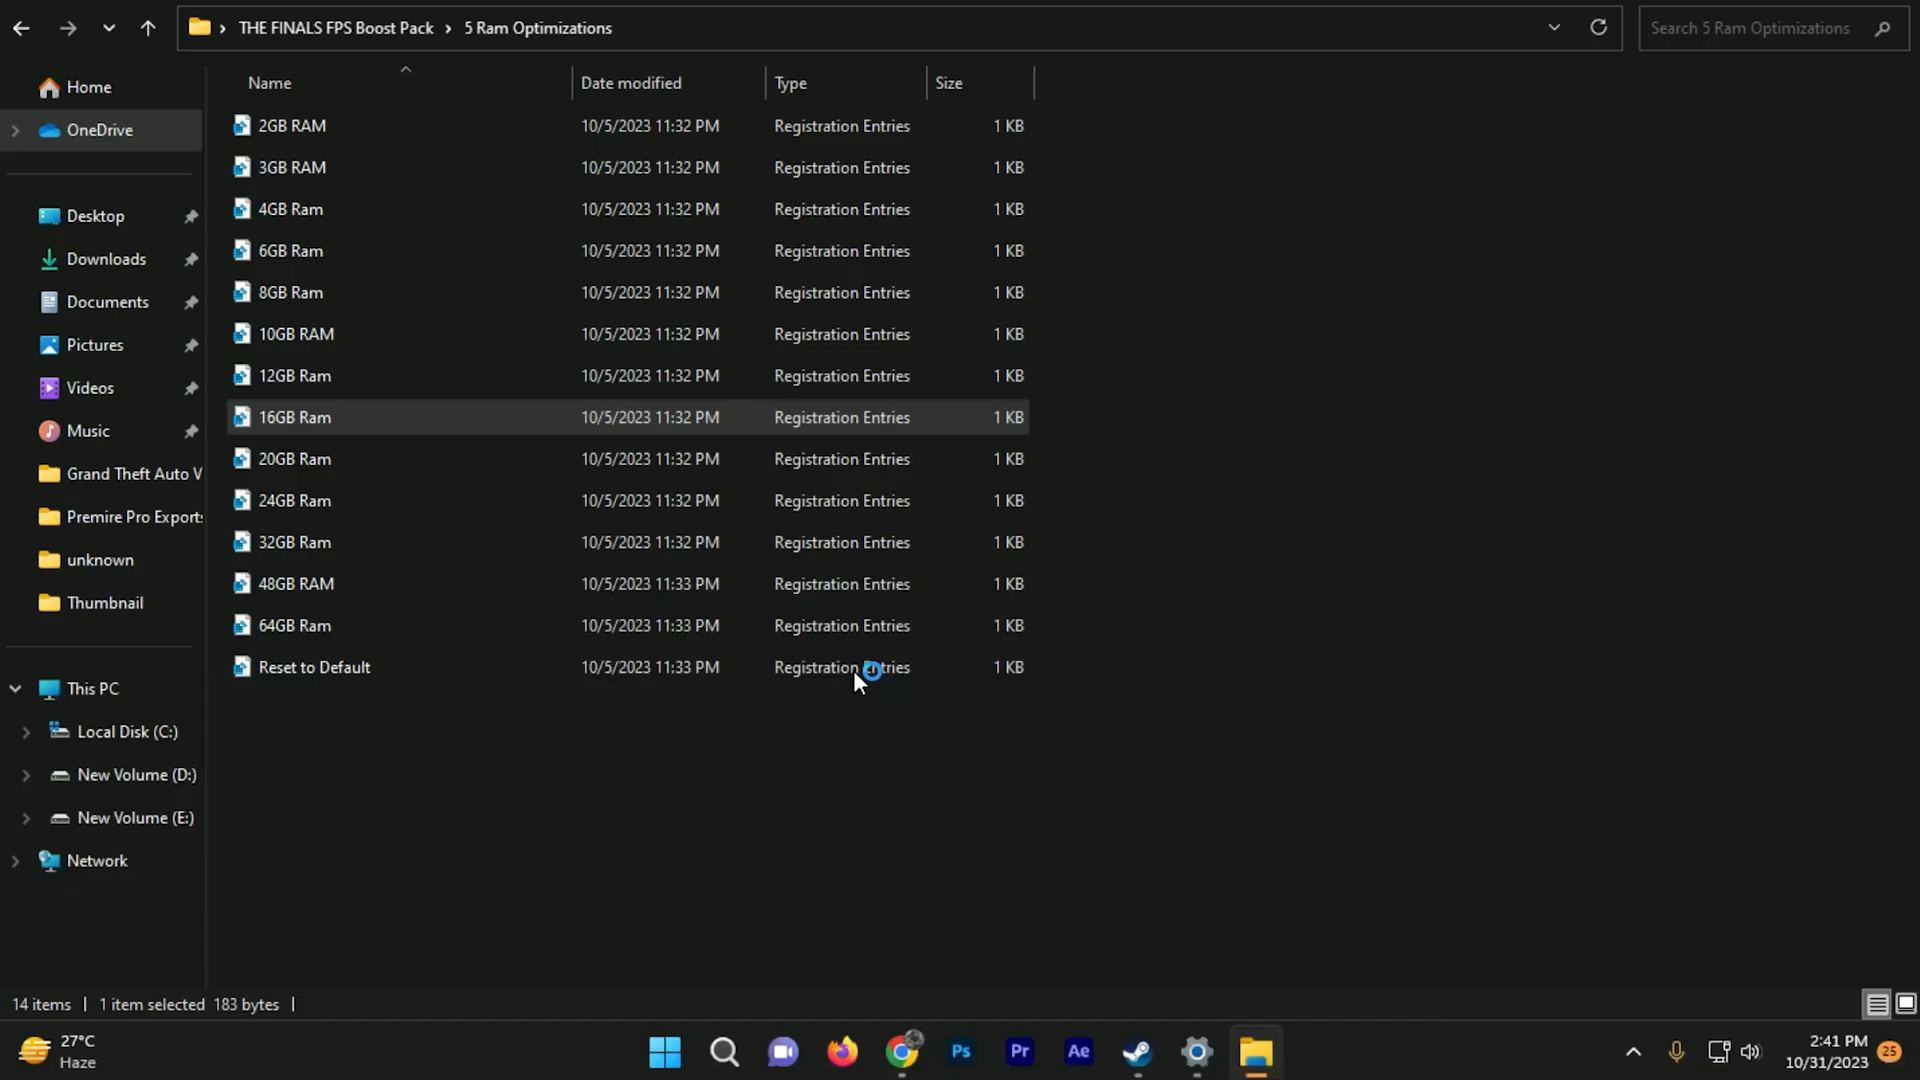 THE FINALS FPS Boost Pack 5 Ram Optimizations
Search 5 Ram Optimizations
Name Date modified Type Size
Home
OneDrive
Desktop
Downloads
Documents
Pictures
Videos
Music
Grand Theft Auto V
Premire Pro Exports
unknown
Thumbnail
This PC
Local Disk (C:)
New Volume (D:)
New Volume (E:)
Network
2GB RAM 10/5/2023 11:32 PM Registration Entries 1 KB
3GB RAM 10/5/2023 11:32 PM Registration Entries 1 KB
4GB Ram 10/5/2023 11:32 PM Registration Entries 1 KB
6GB Ram 10/5/2023 11:32 PM Registration Entries 1 KB
8GB Ram 10/5/2023 11:32 PM Registration Entries 1 KB
10GB RAM 10/5/2023 11:32 PM Registration Entries 1 KB
12GB Ram 10/5/2023 11:32 PM Registration Entries 1 KB
16GB Ram 10/5/2023 11:32 PM Registration Entries 1 KB
20GB Ram 10/5/2023 11:32 PM Registration Entries 1 KB
24GB Ram 10/5/2023 11:32 PM Registration Entries 1 KB
32GB Ram 10/5/2023 11:32 PM Registration Entries 1 KB
48GB RAM 10/5/2023 11:33 PM Registration Entries 1 KB
64GB Ram 10/5/2023 11:33 PM Registration Entries 1 KB
Reset to Default 10/5/2023 11:33 PM Registration Entries 1 KB
14 items | 1 item selected 183 bytes |
27°C
Haze
Ps Pr Ae
2:41 PM
10/31/2023
25